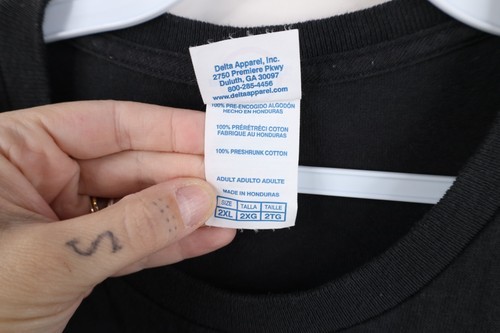 Delta Apparel, Inc.
2750 Premiere Pkwy
Duluth, GA 30097
800-285-4456
www.deltaapparel.com
100% PRE-ENCOGIDO ALGODÓN
HECHO EN HONDURAS
100% PRÉRÉTRÉCI COTON
FABRIQUE AU HONDURAS
100% PRESHRUNK COTTON
ADULT ADULTO ADULTE
MADE IN HONDURAS
SIZE TALLA TAILLE
2XL 2XG 2TG
S